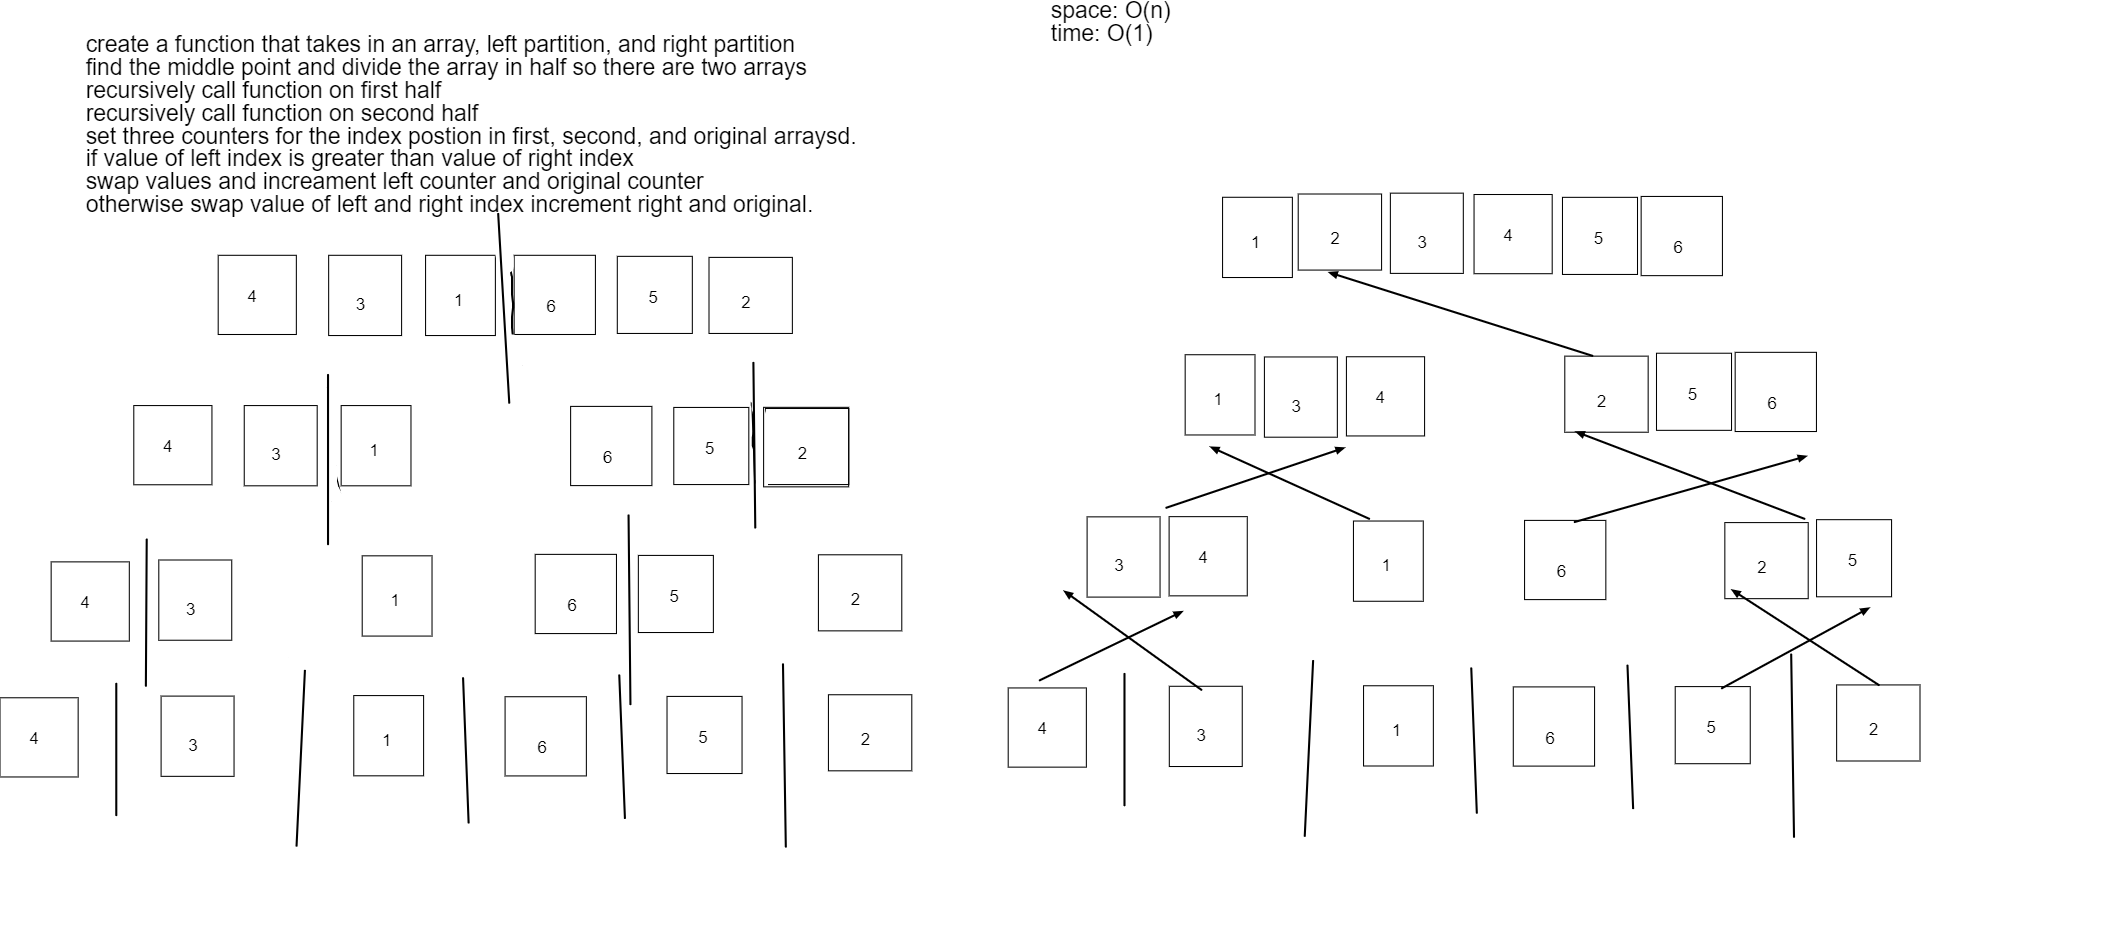 space: O(n)
time: O(1)
create a function that takes in an array, left partition, and right partition
find the middle point and divide the array in half so there are two arrays
recursively call function on first half
recursively call function on second half
set three counters for the index postion in first, second, and original arraysd.
if value of left index is greater than value of right index
swap values and increament left counter and original counter
otherwise swap value of left and right index increment right and original.
4 3 1 6 5 2
4 3 1 6 5 2
4 3 1 6 5 2
4 3 1 6 5 2
1 2 3 4 5 6
1 3 4 2 5 6
3 4 1 6 2 5
4 3 1 6 5 2